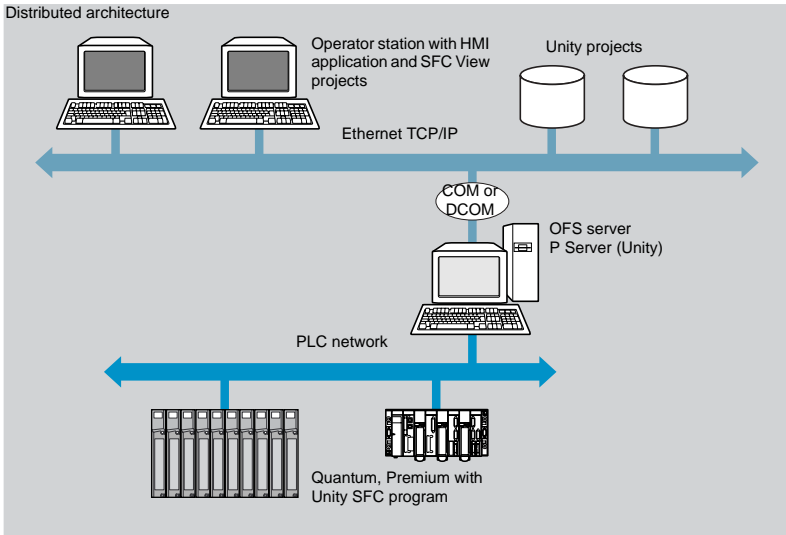 Distributed architecture
Operator station with HMI
application and SFC View
projects
Unity projects
Ethernet TCP/IP
COM or
DCOM
OFS server
P Server (Unity)
PLC network
Quantum, Premium with
Unity SFC program